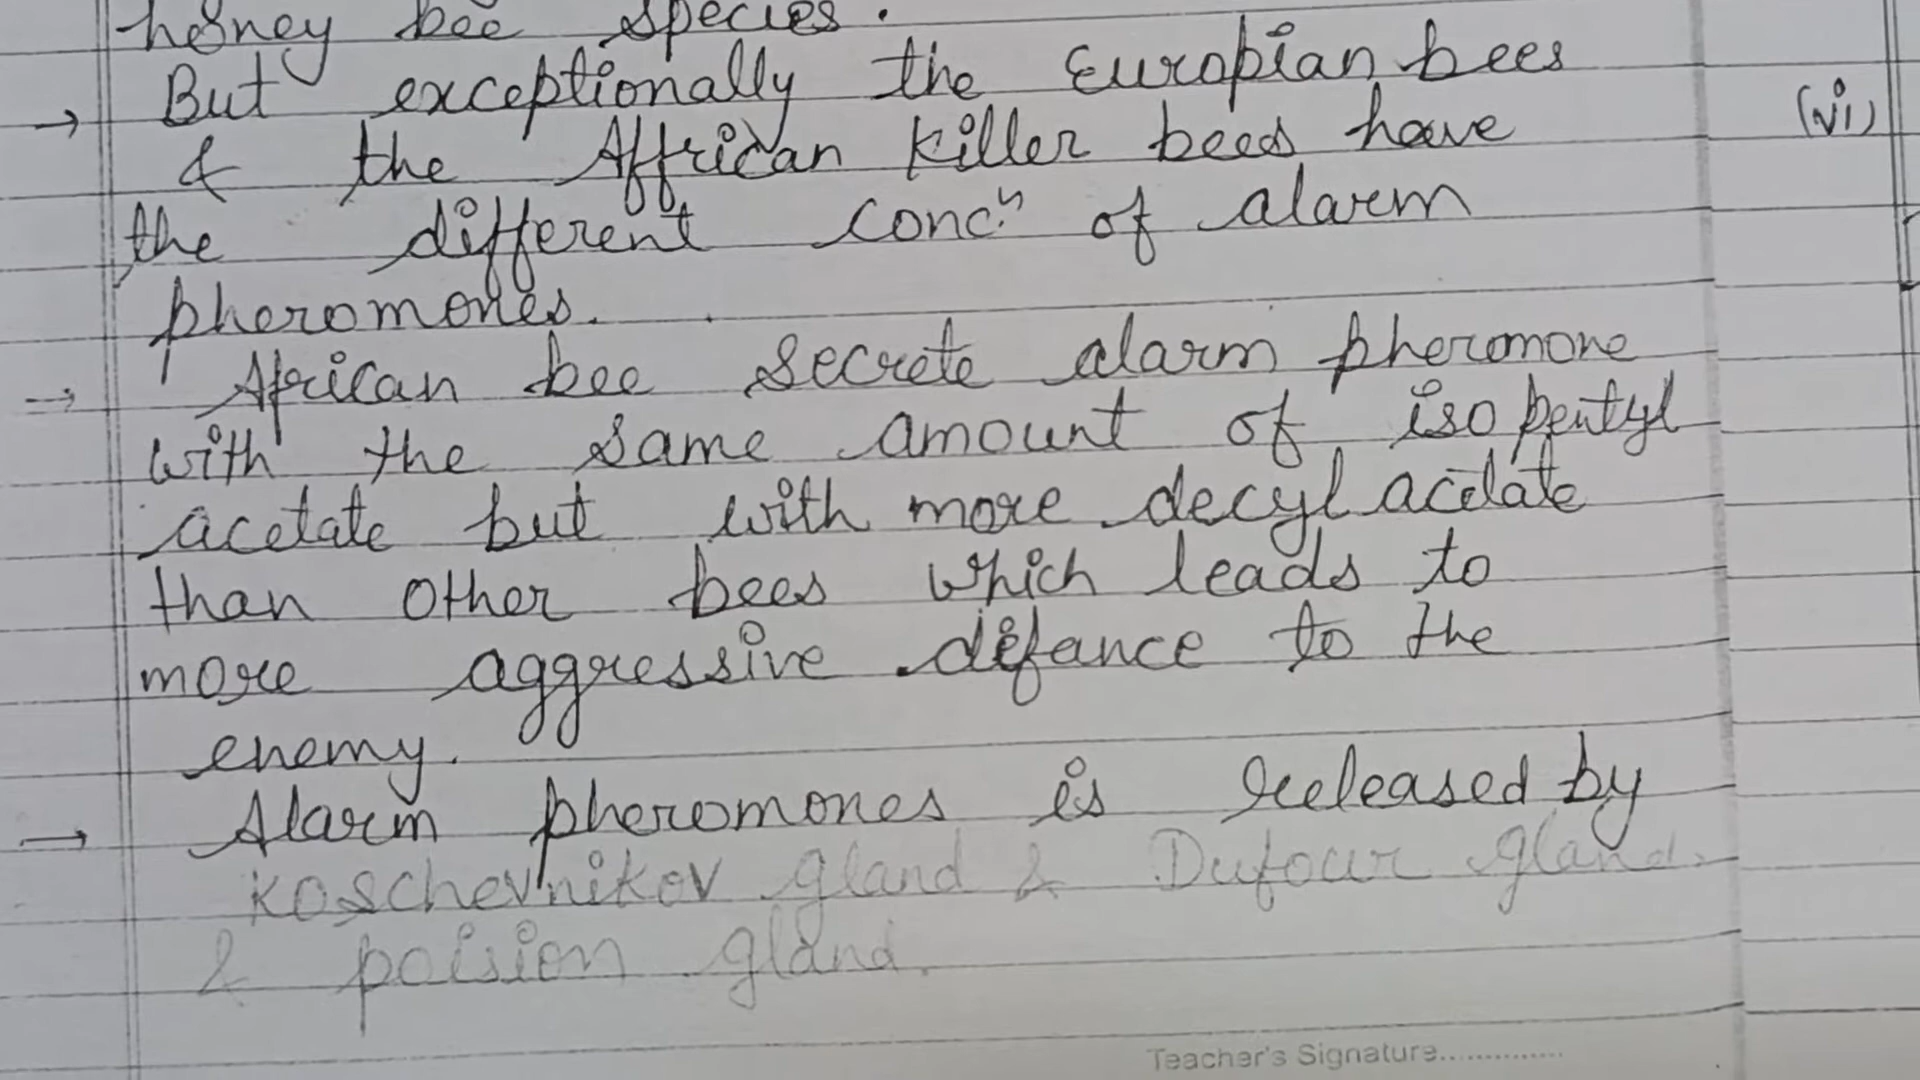 honey bee species.
→ But exceptionally the Europian bees
& the African killer bees have
(vi)
the different concⁿ of alarm
pheromones.
→ African bee secrete alarm pheromone
with the same amount of isopentyl
acetate but with more decyl acetate
than other bees which leads to
more aggressive defance to the
enemy.
→ Alarm pheromones is released by
Koschevnikov gland & Dufour gland.
& poision gland.
Teacher's Signature..............